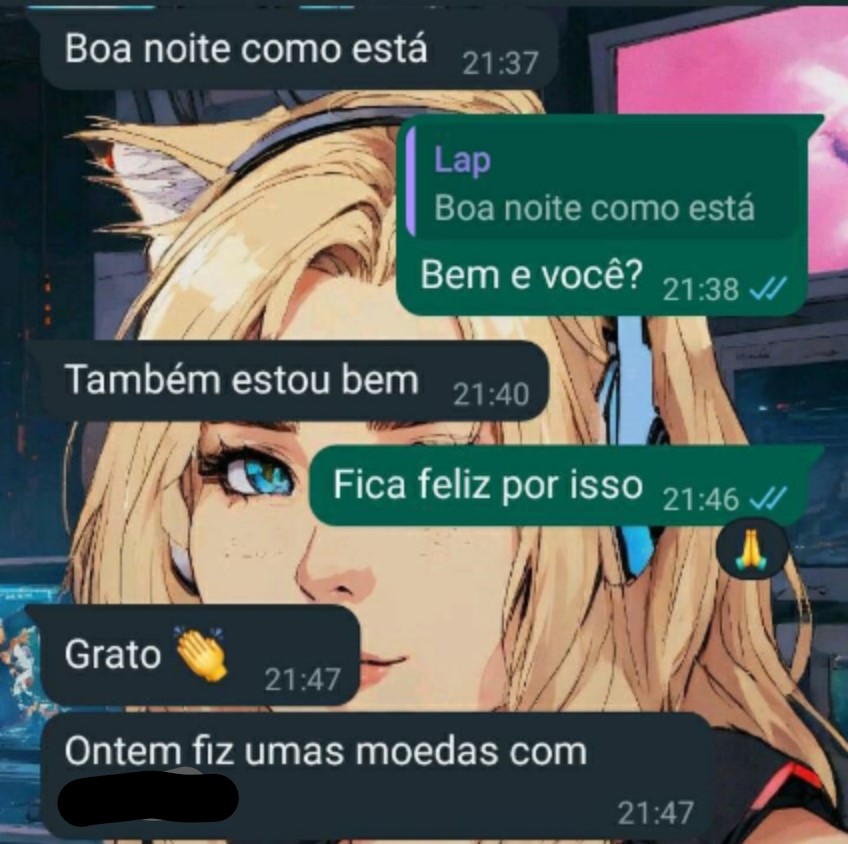 Boa noite como está 21:37
Lap
Boa noite como está
Bem e você? 21:38
Também estou bem 21:40
Fica feliz por isso 21:46
🙏
Grato 👏 21:47
Ontem fiz umas moedas com
21:47